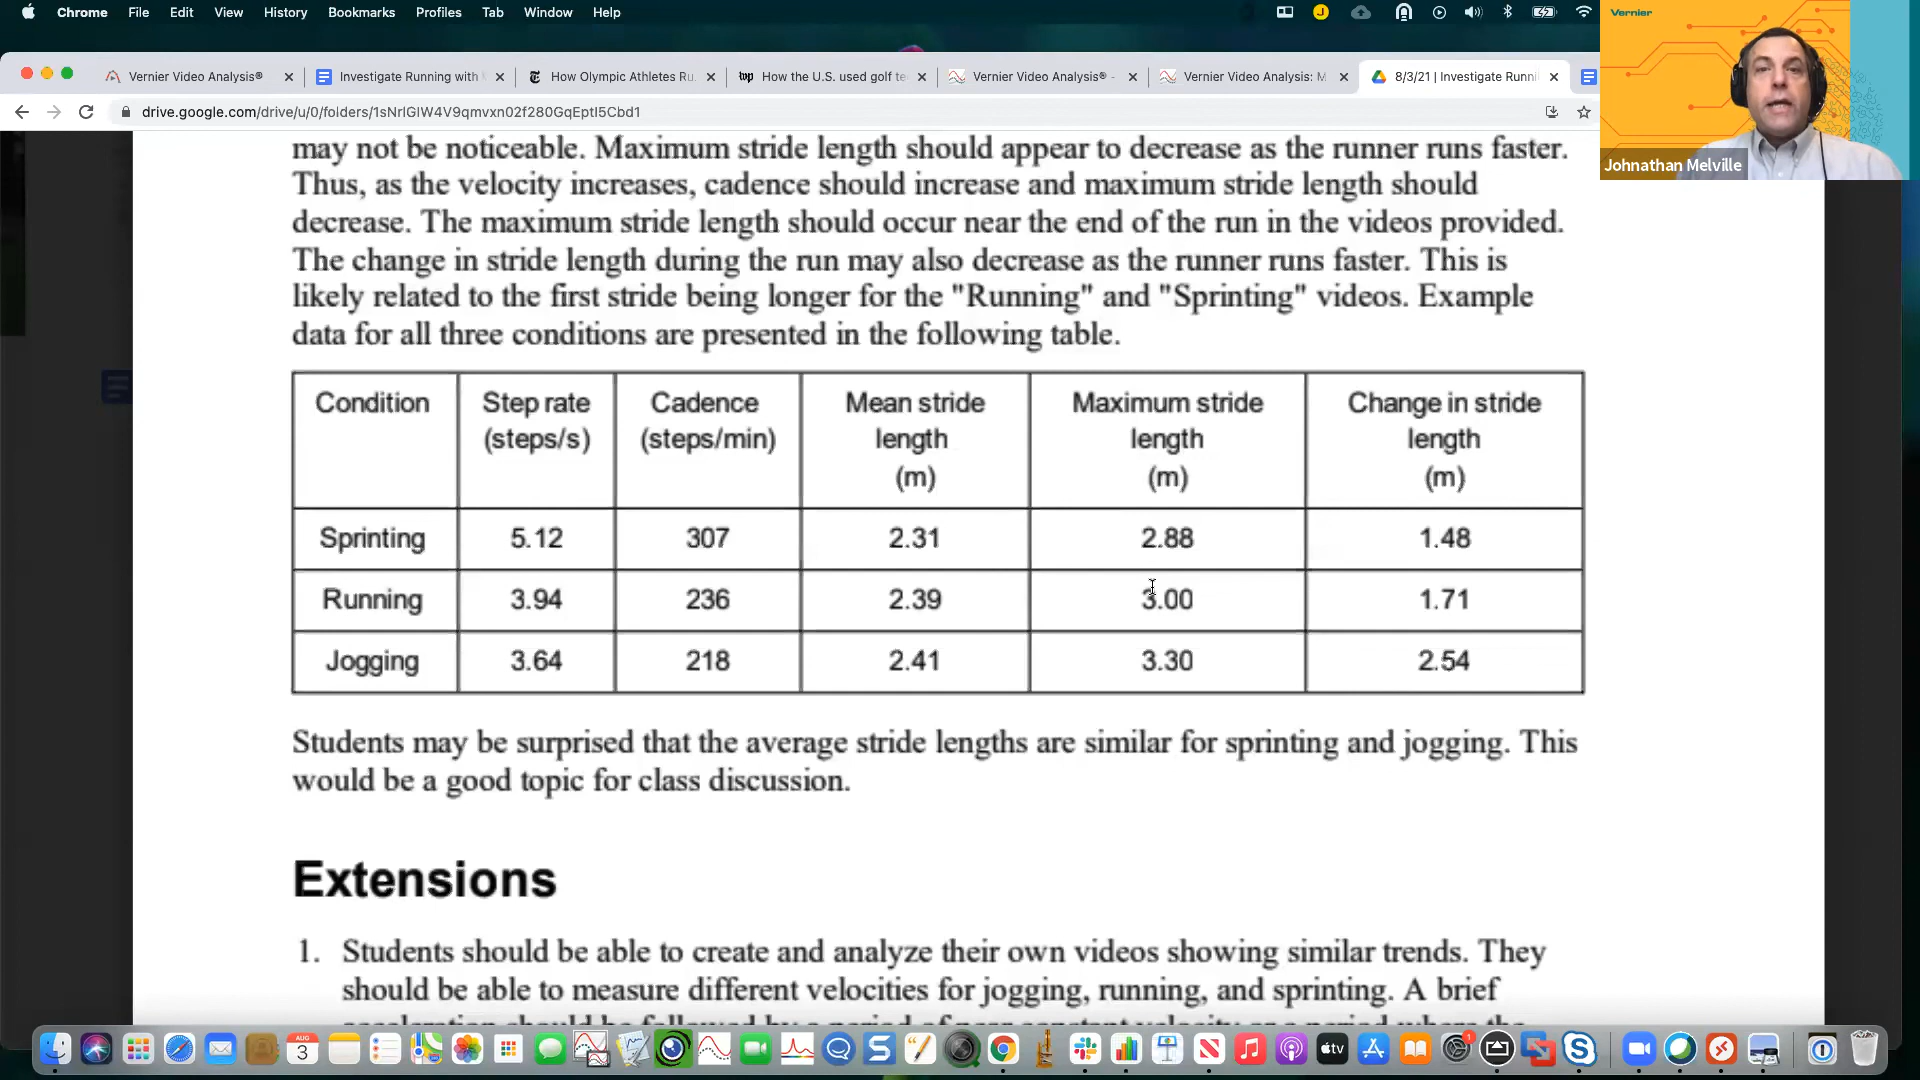 Chrome File Edit View History Bookmarks Profiles Tab Window Help
Vernier
Vernier Video Analysis®
Investigate Running with
How Olympic Athletes Ru
How the U.S. used golf te
Vernier Video Analysis® -
Vernier Video Analysis: M
8/3/21 | Investigate Runni
drive.google.com/drive/u/0/folders/1sNrlGlW4V9qmvxn02f280GqEptI5Cbd1
Johnathan Melville
may not be noticeable. Maximum stride length should appear to decrease as the runner runs faster.
Thus, as the velocity increases, cadence should increase and maximum stride length should
decrease. The maximum stride length should occur near the end of the run in the videos provided.
The change in stride length during the run may also decrease as the runner runs faster. This is
likely related to the first stride being longer for the "Running" and "Sprinting" videos. Example
data for all three conditions are presented in the following table.
Condition Step rate (steps/s) Cadence (steps/min) Mean stride length (m) Maximum stride length (m) Change in stride length (m)
Sprinting 5.12 307 2.31 2.88 1.48
Running 3.94 236 2.39 3.00 1.71
Jogging 3.64 218 2.41 3.30 2.54
Students may be surprised that the average stride lengths are similar for sprinting and jogging. This
would be a good topic for class discussion.
Extensions
1. Students should be able to create and analyze their own videos showing similar trends. They
should be able to measure different velocities for jogging, running, and sprinting. A brief
AUG
3
tv